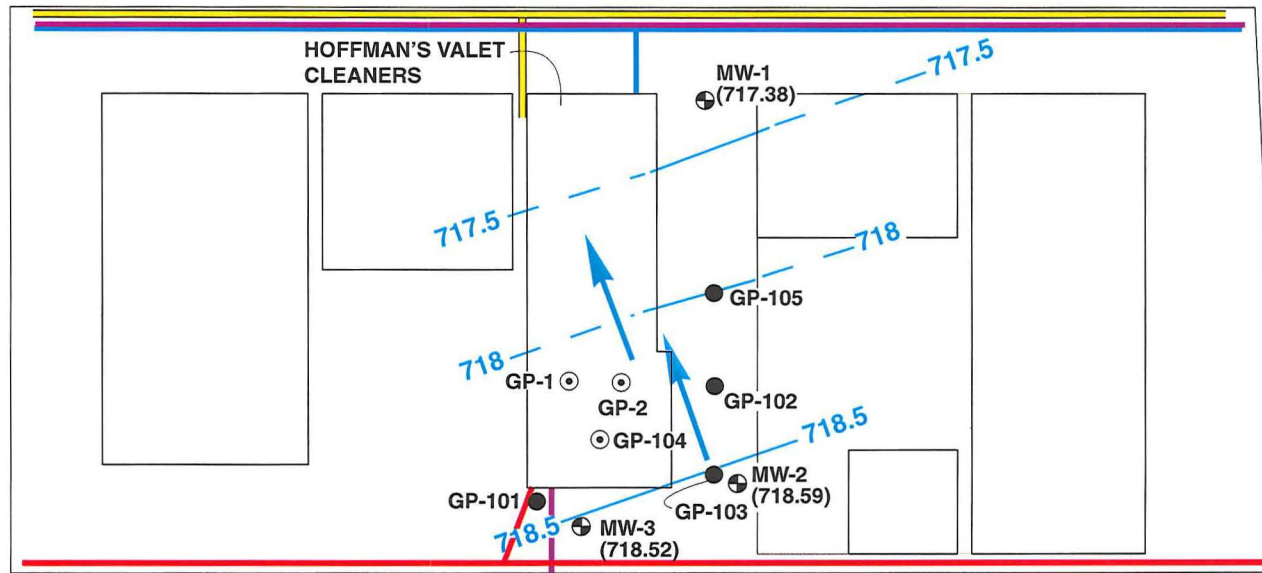 HOFFMAN'S VALET
CLEANERS
MW-1
(717.38)
717.5
717.5
718
GP-105
718
GP-1
GP-2
GP-102
GP-104
718.5
GP-101
MW-2
(718.59)
GP-103
718.5
MW-3
(718.52)